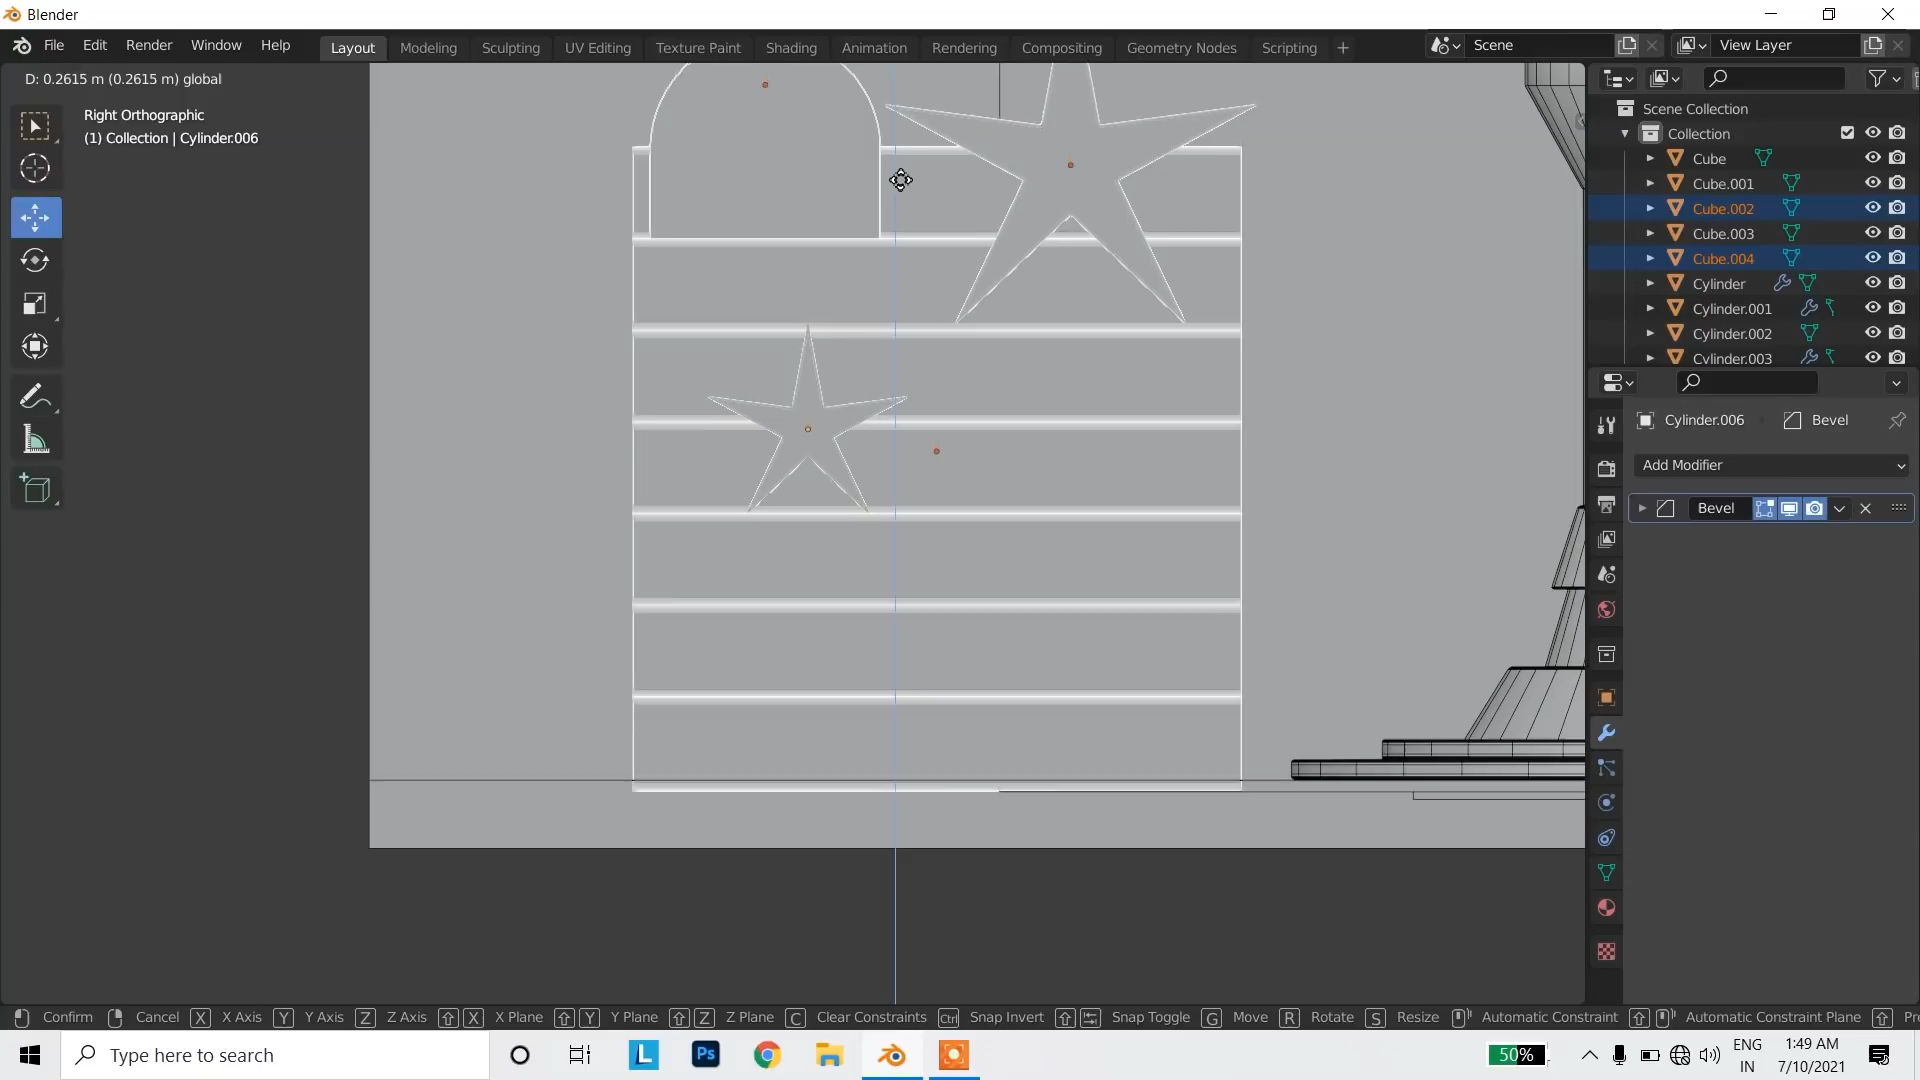 Blender
File Edit Render Window Help
Layout Modeling Sculpting UV Editing Texture Paint Shading Animation Rendering Compositing Geometry Nodes Scripting +
Scene
View Layer
D: 0.2615 m (0.2615 m) global
Right Orthographic
(1) Collection | Cylinder.006
Scene Collection
Collection
Cube
Cube.001
Cube.002
Cube.003
Cube.004
Cylinder
Cylinder.001
Cylinder.002
Cylinder.003
Cylinder.006 Bevel
Add Modifier
Bevel
Confirm Cancel X X Axis Y Y Axis Z Z Axis X X Plane Y Y Plane Z Z Plane C Clear Constraints Ctrl Snap Invert Snap Toggle G Move R Rotate S Resize Automatic Constraint Automatic Constraint Plane
Type here to search
L
Ps
50%
ENG
IN
1:49 AM
7/10/2021